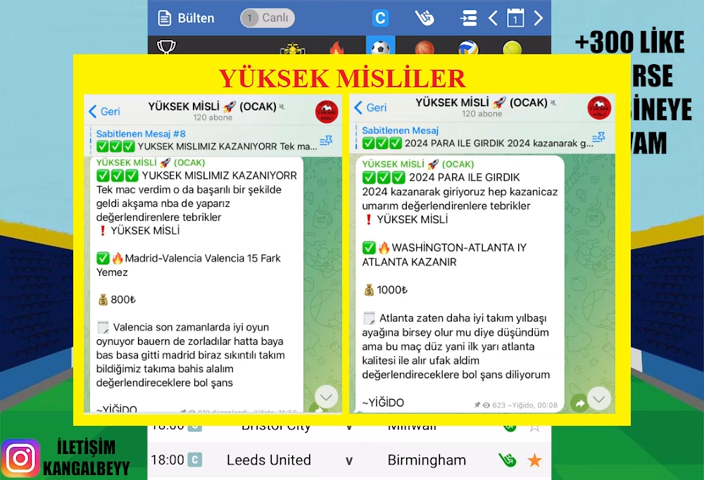 Bülten
1 Canlı
C
1
+300 LİKE
YÜKSEK MİSLİLER
Geri
YÜKSEK MİSLİ 🚀 (OCAK)
120 abone
Sabitlenen Mesaj #8
✅✅✅ YUKSEK MISLIMIZ KAZANIYORR Tek ma...
YÜKSEK MİSLİ 🚀 (OCAK)
✅✅✅ YUKSEK MISLIMIZ KAZANIYORR
Tek mac verdim o da başarılı bir şekilde
geldi akşama nba de yaparız
değerlendirenlere tebrikler
❗ YÜKSEK MİSLİ
✅🔥Madrid-Valencia Valencia 15 Fark
Yemez
💰 800₺
🗒 Valencia son zamanlarda iyi oyun
oynuyor bauern de zorladılar hatta baya
bas basa gitti madrid biraz sıkıntılı takım
bildiğimiz takıma bahis alalım
değerlendireceklere bol şans
~YİĞİDO
Geri
YÜKSEK MİSLİ 🚀 (OCAK)
120 abone
Sabitlenen Mesaj
✅✅✅ 2024 PARA ILE GIRDIK 2024 kazanarak g...
YÜKSEK MİSLİ 🚀 (OCAK)
✅✅✅ 2024 PARA ILE GIRDIK
2024 kazanarak giriyoruz hep kazanicaz
umarım değerlendirenlere tebrikler
❗ YÜKSEK MİSLİ
✅🔥WASHİNGTON-ATLANTA IY
ATLANTA KAZANIR
💰 1000₺
🗒 Atlanta zaten daha iyi takım yılbaşı
ayağına birsey olur mu diye düşündüm
ama bu maç düz yani ilk yarı atlanta
kalitesi ile alır ufak aldim
değerlendireceklere bol şans diliyorum
~YİĞİDO
623 ~Yiğido, 00:08
Bristol City v Millwall
18:00 C Leeds United v Birmingham
İLETİŞİM
KANGALBEYY